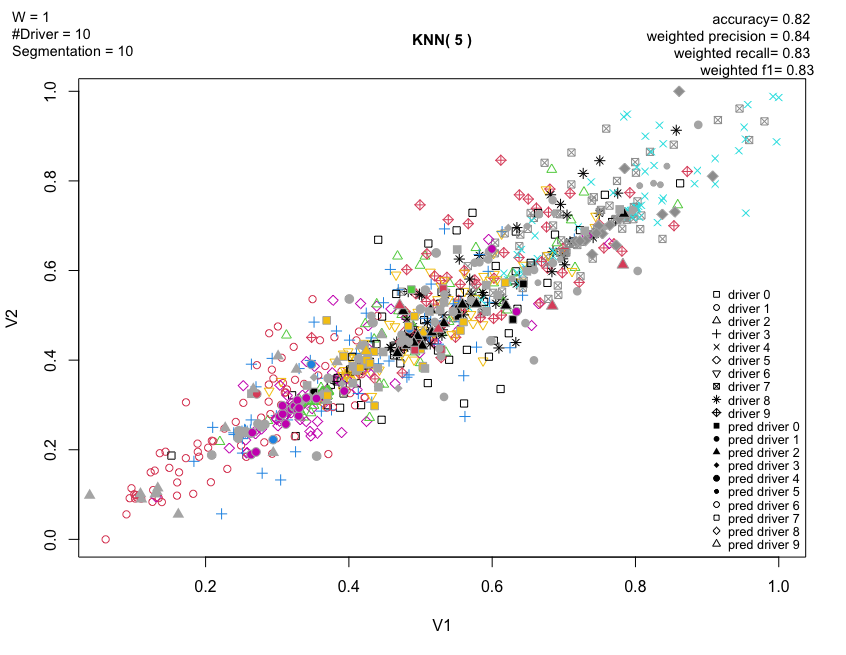 W = 1
#Driver = 10
Segmentation = 10
KNN( 5 )
accuracy= 0.82
weighted precision = 0.84
weighted recall= 0.83
weighted f1= 0.83
1.0
0.8
0.6
0.4
0.2
0.0
V2
driver 0
driver 1
driver 2
driver 3
driver 4
driver 5
driver 6
driver 7
driver 8
driver 9
pred driver 0
pred driver 1
pred driver 2
pred driver 3
pred driver 4
pred driver 5
pred driver 6
pred driver 7
pred driver 8
pred driver 9
0.2 0.4 0.6 0.8 1.0
V1